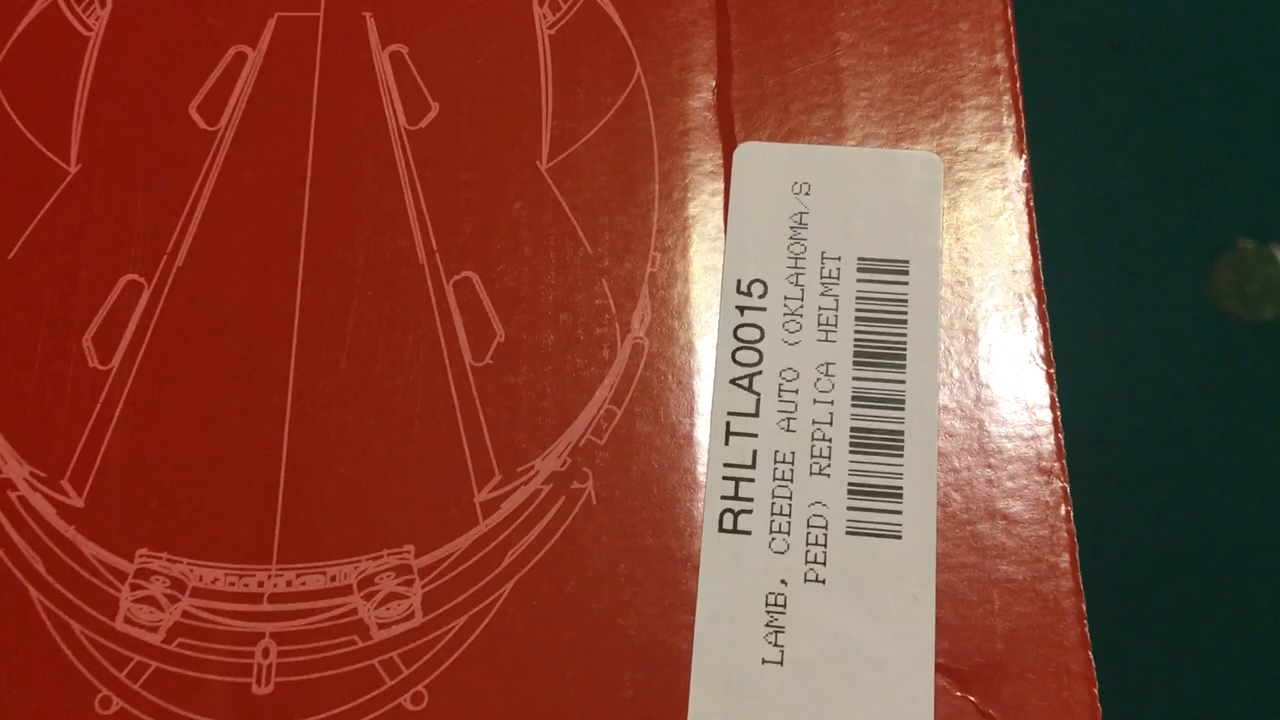 RHLTLA0015
LAMB, CEEDEE AUTO (OKLAHOMA/S
PEED) REPLICA HELMET